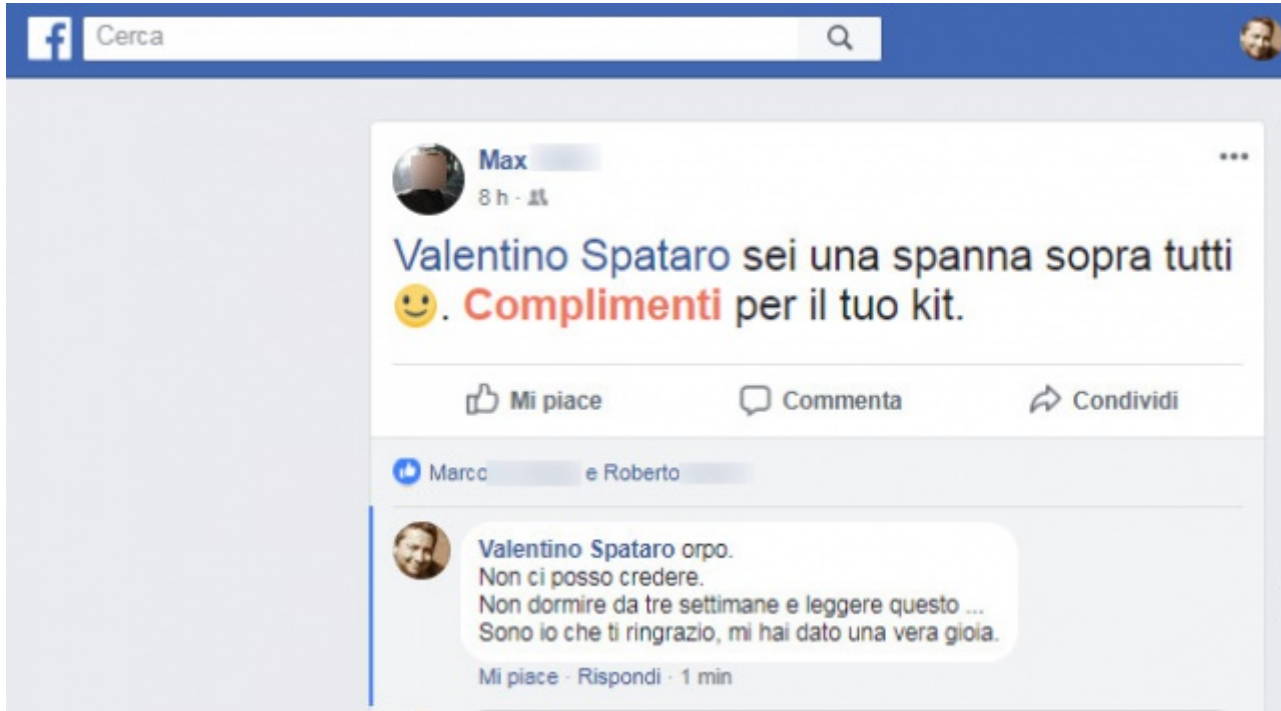 f Cerca
Max
8 h ·
Valentino Spataro sei una spanna sopra tutti
🙂. Complimenti per il tuo kit.
Mi piace Commenta Condividi
Marco e Roberto
Valentino Spataro orpo.
Non ci posso credere.
Non dormire da tre settimane e leggere questo ...
Sono io che ti ringrazio, mi hai dato una vera gioia.
Mi piace · Rispondi · 1 min